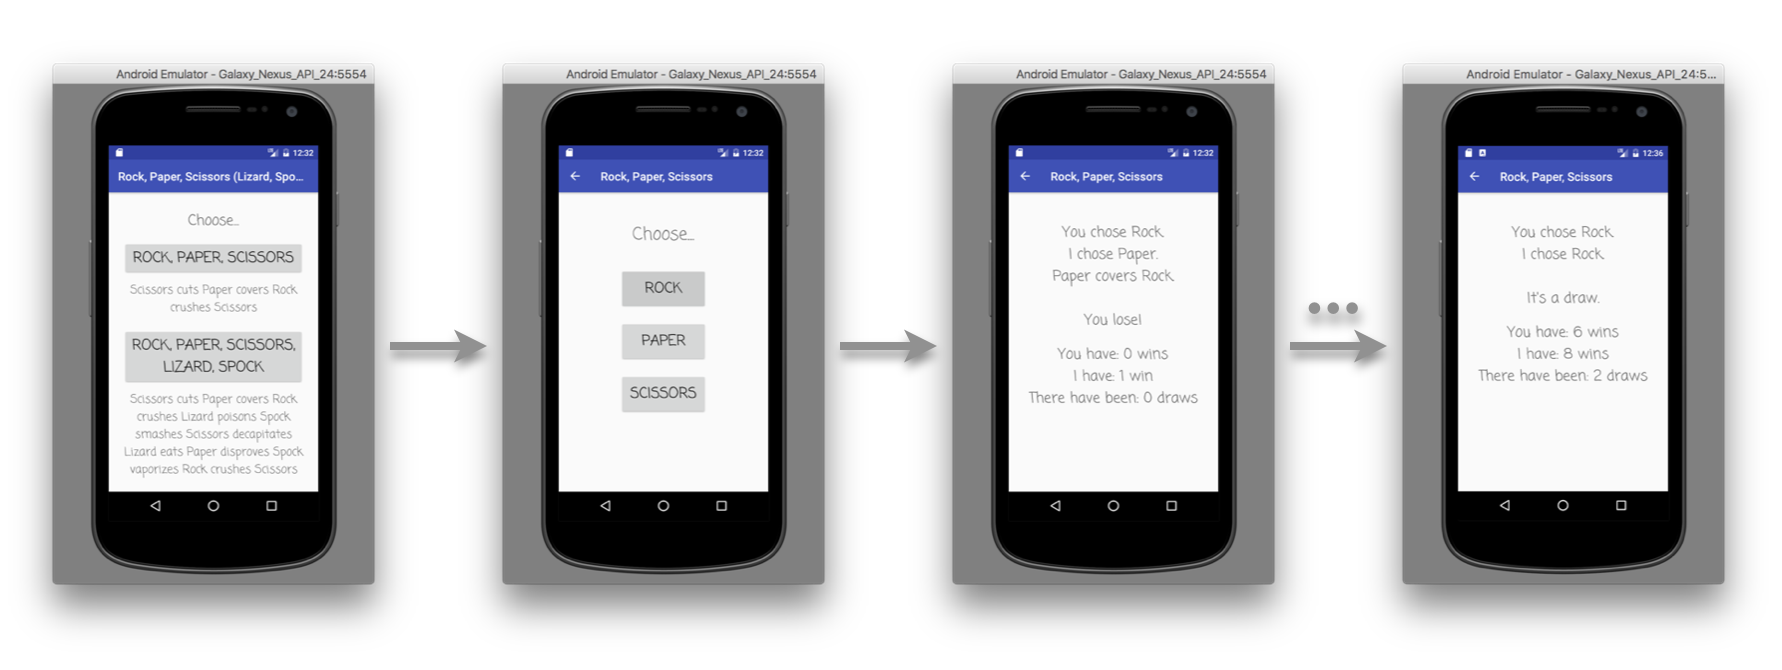 Android Emulator - Galaxy_Nexus_API_24:5554
12:32
Rock, Paper, Scissors (Lizard, Spo...
Choose...
ROCK, PAPER, SCISSORS
Scissors cuts Paper covers Rock
crushes Scissors
ROCK, PAPER, SCISSORS,
LIZARD, SPOCK
Scissors cuts Paper covers Rock
crushes Lizard poisons Spock
smashes Scissors decapitates
Lizard eats Paper disproves Spock
vaporizes Rock crushes Scissors
Android Emulator - Galaxy_Nexus_API_24:5554
12:32
Rock, Paper, Scissors
Choose...
ROCK
PAPER
SCISSORS
Android Emulator - Galaxy_Nexus_API_24:5554
12:32
Rock, Paper, Scissors
You chose Rock.
I chose Paper.
Paper covers Rock.
You lose!
You have: 0 wins
I have: 1 win
There have been: 0 draws
Android Emulator - Galaxy_Nexus_API_24:5...
12:36
Rock, Paper, Scissors
You chose Rock.
I chose Rock.
It's a draw.
You have: 6 wins
I have: 8 wins
There have been: 2 draws